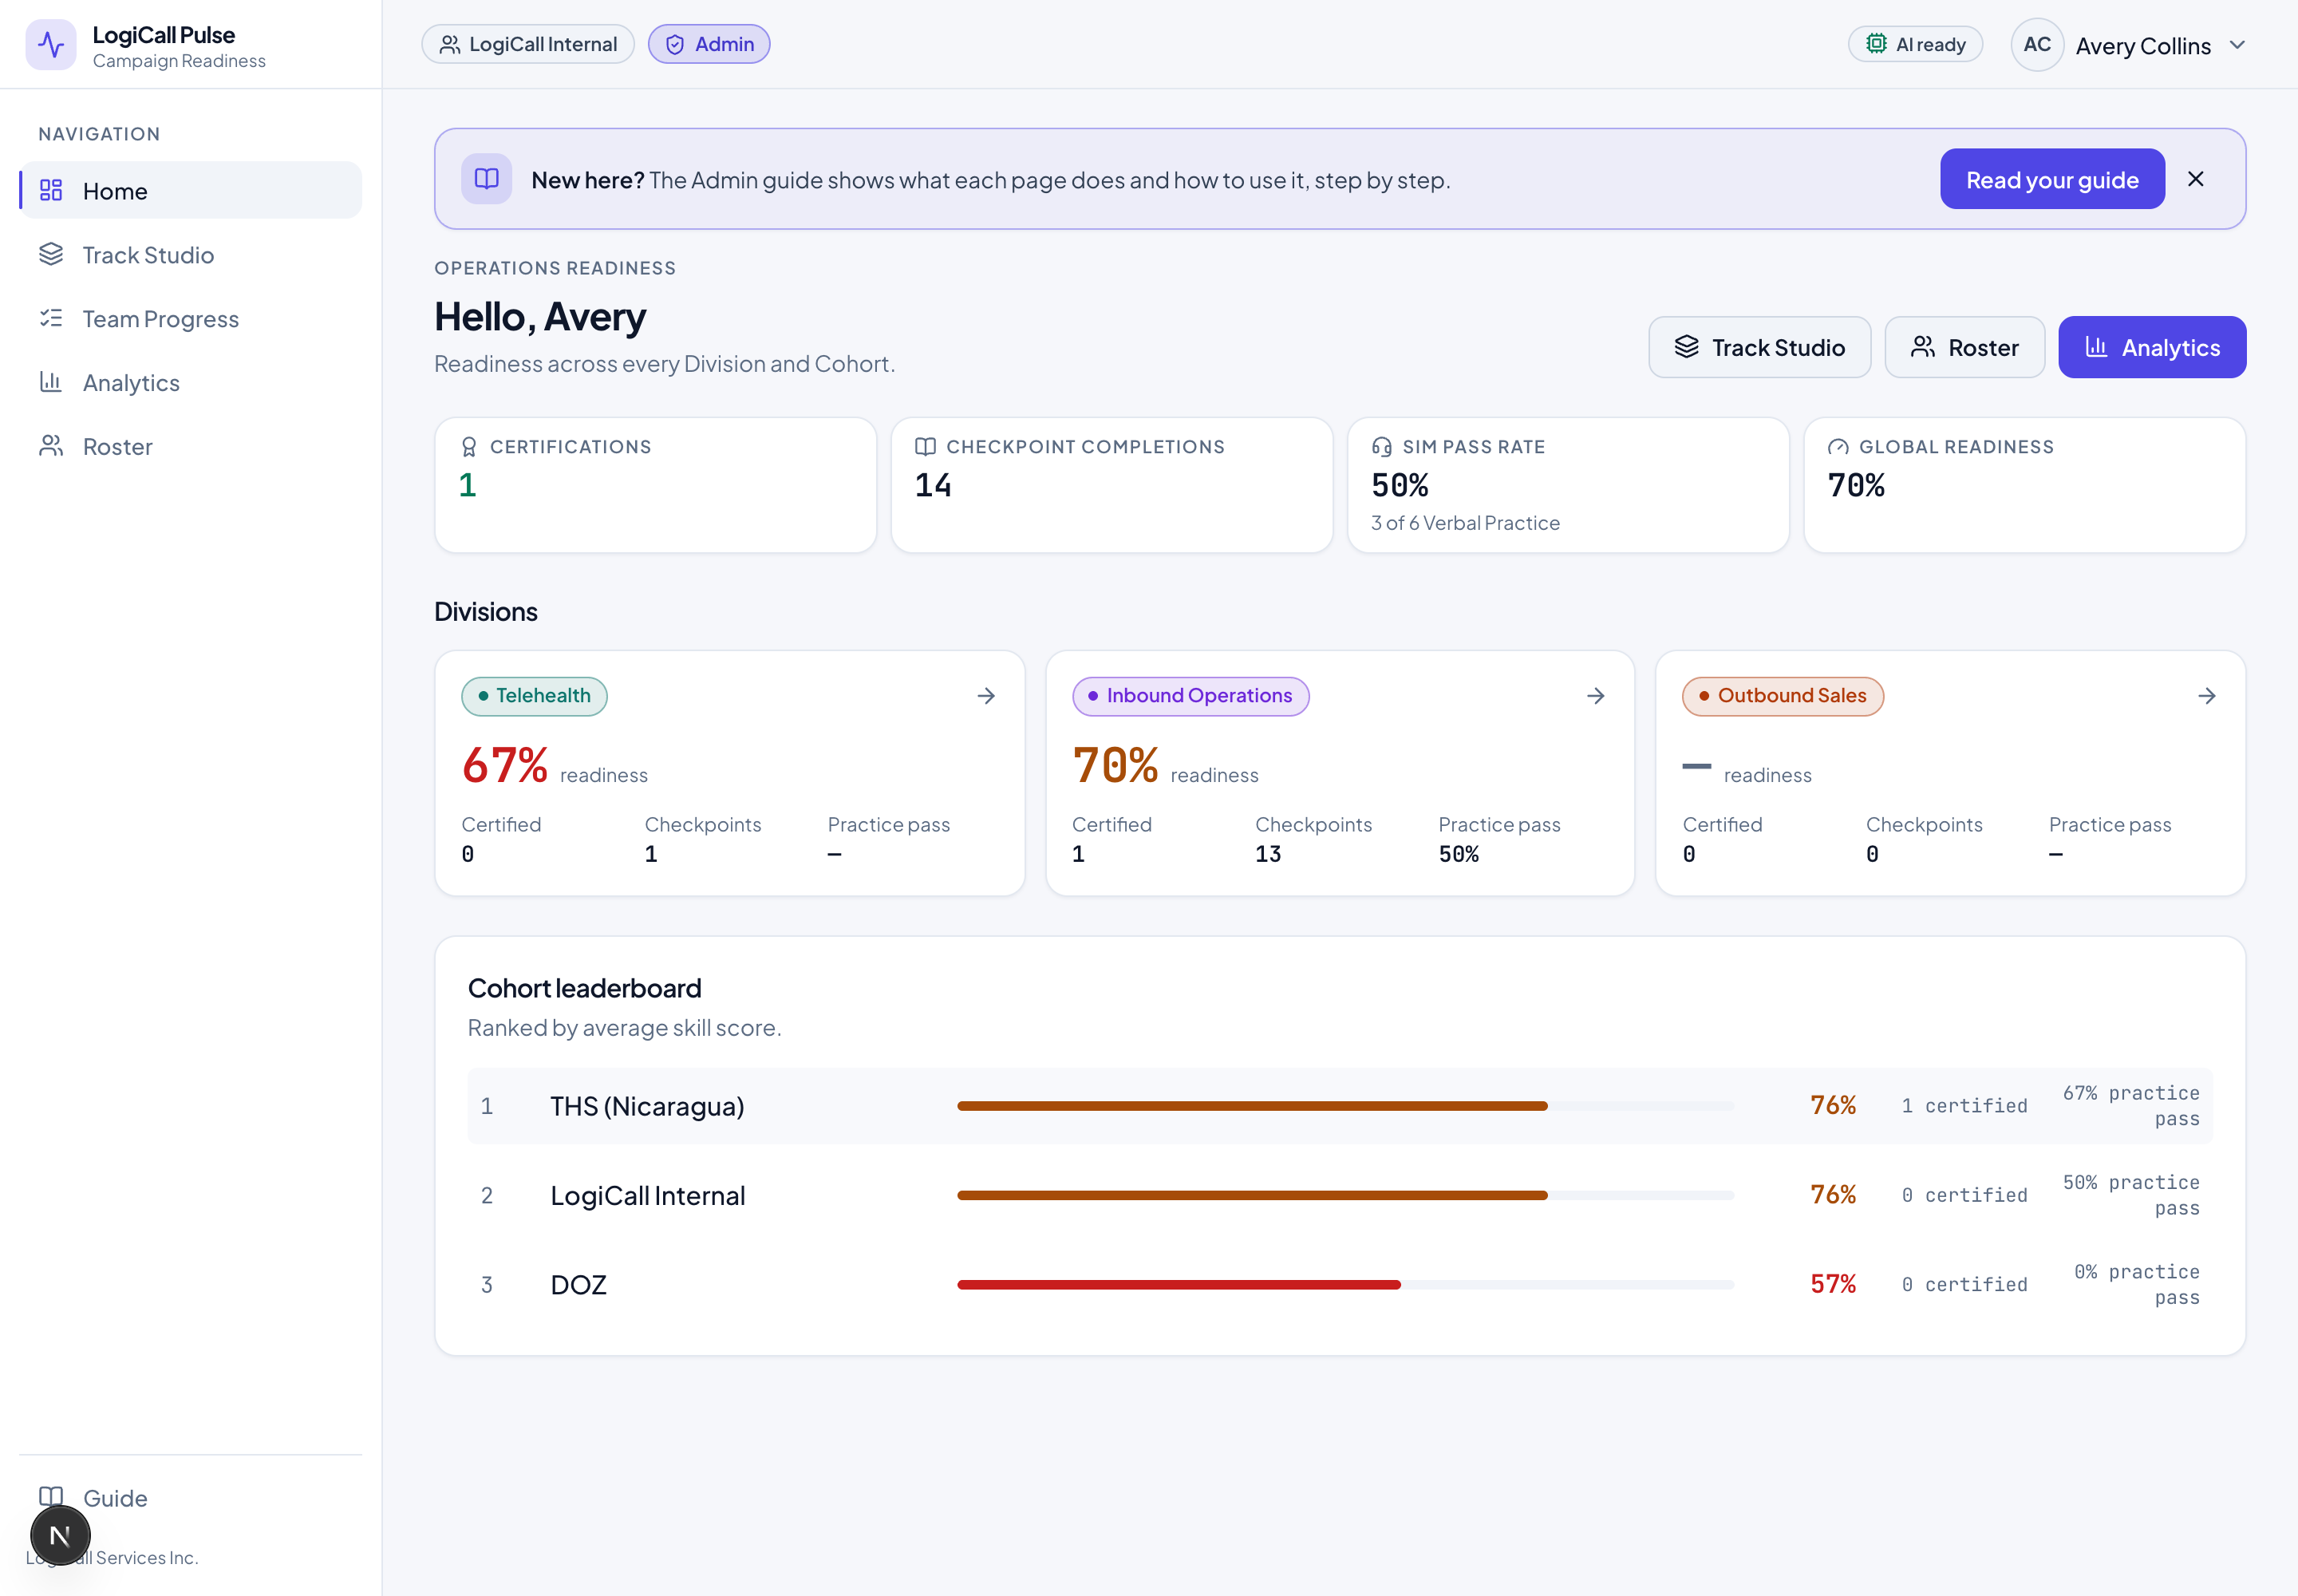 LogiCall Pulse
Campaign Readiness
LogiCall Internal
Admin
AI ready
AC
Avery Collins
NAVIGATION
Home
Track Studio
Team Progress
Analytics
Roster
New here? The Admin guide shows what each page does and how to use it, step by step.
Read your guide
OPERATIONS READINESS
Hello, Avery
Readiness across every Division and Cohort.
Track Studio
Roster
Analytics
CERTIFICATIONS
1
CHECKPOINT COMPLETIONS
14
SIM PASS RATE
50%
3 of 6 Verbal Practice
GLOBAL READINESS
70%
Divisions
Telehealth
67% readiness
Certified
0
Checkpoints
1
Practice pass
—
Inbound Operations
70% readiness
Certified
1
Checkpoints
13
Practice pass
50%
Outbound Sales
— readiness
Certified
0
Checkpoints
0
Practice pass
—
Cohort leaderboard
Ranked by average skill score.
1 THS (Nicaragua) 76% 1 certified 67% practice
pass
2 LogiCall Internal 76% 0 certified 50% practice
pass
3 DOZ 57% 0 certified 0% practice
pass
Guide
N
Services Inc.